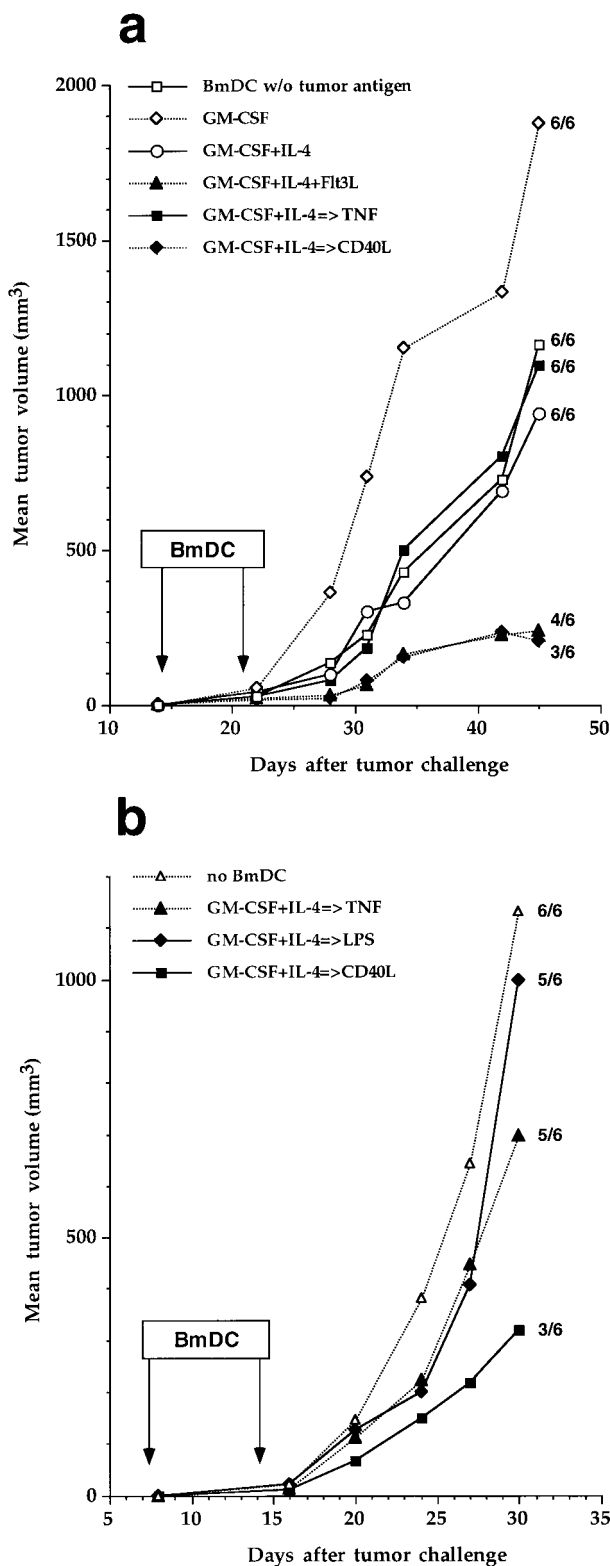 a
BmDC w/o tumor antigen
GM-CSF
GM-CSF+IL-4
GM-CSF+IL-4+Flt3L
GM-CSF+IL-4=>TNF
GM-CSF+IL-4=>CD40L
2000
1500
1000
500
0
Mean tumor volume (mm3)
BmDC
6/6
6/6
6/6
6/6
4/6
3/6
10 20 30 40 50
Days after tumor challenge
b
no BmDC
GM-CSF+IL-4=>TNF
GM-CSF+IL-4=>LPS
GM-CSF+IL-4=>CD40L
1000
500
0
Mean tumor volume (mm3)
BmDC
6/6
5/6
5/6
3/6
5 10 15 20 25 30 35
Days after tumor challenge